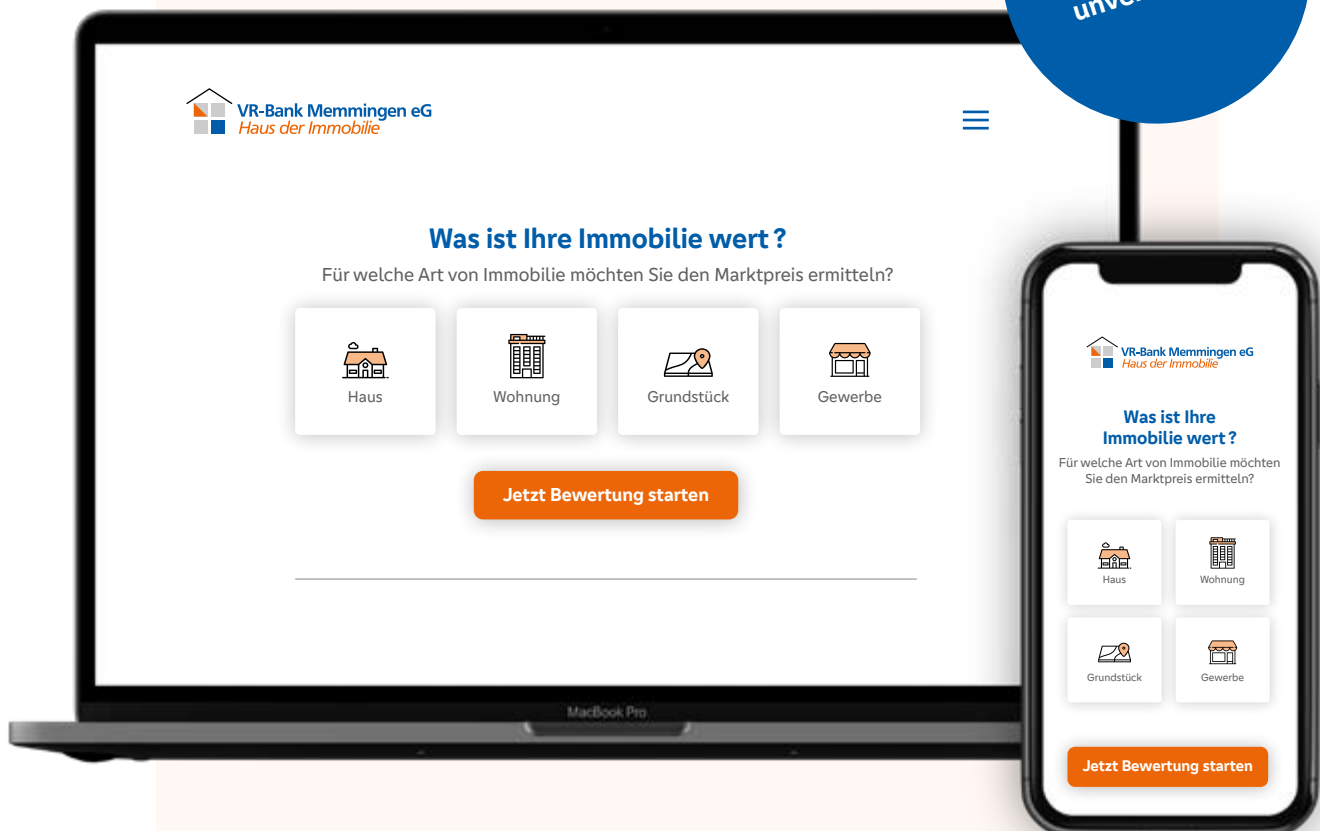 VR-Bank Memmingen eG
Haus der Immobilie
Was ist Ihre Immobilie wert ?
Für welche Art von Immobilie möchten Sie den Marktpreis ermitteln?
Haus
Wohnung
Grundstück
Gewerbe
Jetzt Bewertung starten
MacBook Pro
VR-Bank Memmingen eG
Haus der Immobilie
Was ist Ihre
Immobilie wert ?
Für welche Art von Immobilie möchten
Sie den Marktpreis ermitteln?
Haus
Wohnung
Grundstück
Gewerbe
Jetzt Bewertung starten